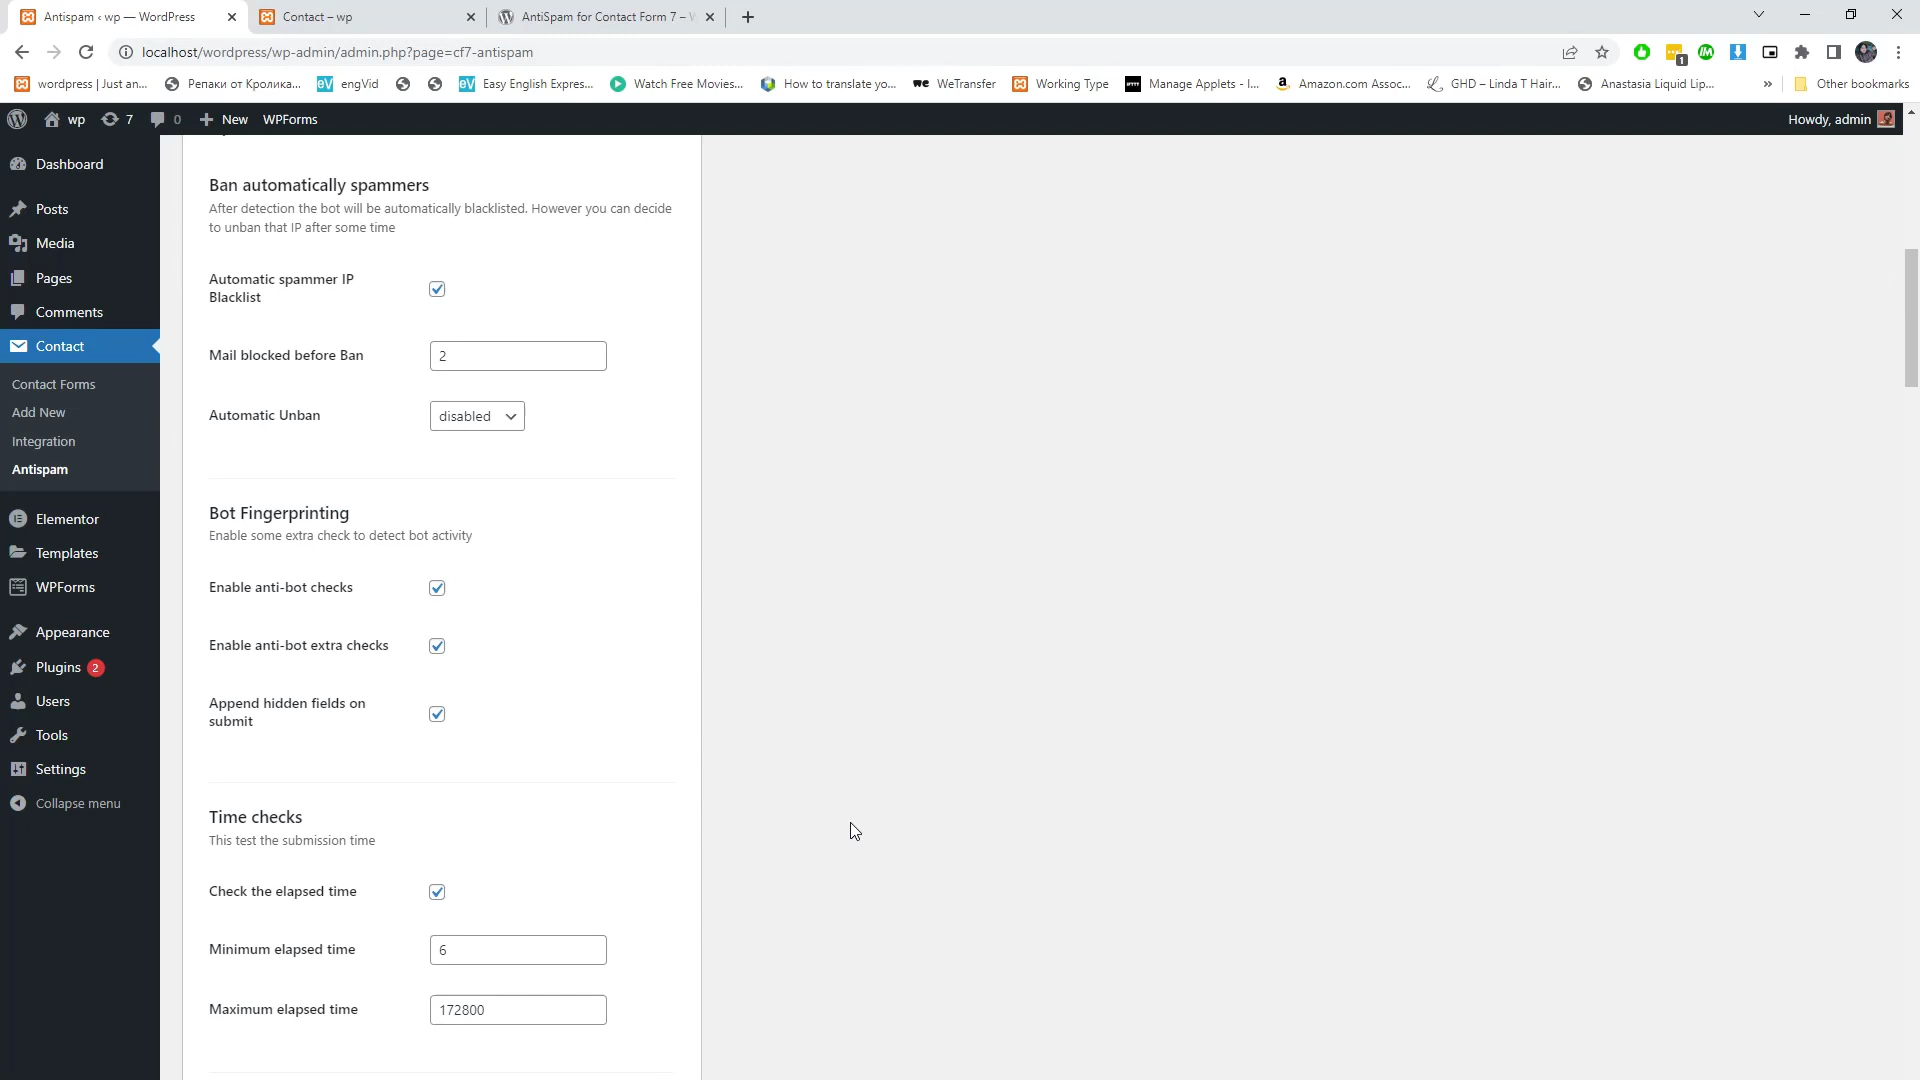 Antispam ‹ wp — WordPress
Contact – wp
AntiSpam for Contact Form 7 –
localhost/wordpress/wp-admin/admin.php?page=cf7-antispam
1
wordpress | Just an...
Репаки от Кролика...
engVid
Easy English Expres...
Watch Free Movies...
How to translate yo...
WeTransfer
Working Type
Manage Applets - I...
Amazon.com Assoc...
GHD – Linda T Hair...
Anastasia Liquid Lip...
»
Other bookmarks
wp
7
0
New
WPForms
Howdy, admin
Dashboard
Posts
Media
Pages
Comments
Contact
Contact Forms
Add New
Integration
Antispam
Elementor
Templates
WPForms
Appearance
Plugins 2
Users
Tools
Settings
Collapse menu
Ban automatically spammers
After detection the bot will be automatically blacklisted. However you can decide
to unban that IP after some time
Automatic spammer IP
Blacklist
Mail blocked before Ban
2
Automatic Unban
disabled
Bot Fingerprinting
Enable some extra check to detect bot activity
Enable anti-bot checks
Enable anti-bot extra checks
Append hidden fields on
submit
Time checks
This test the submission time
Check the elapsed time
Minimum elapsed time
6
Maximum elapsed time
172800